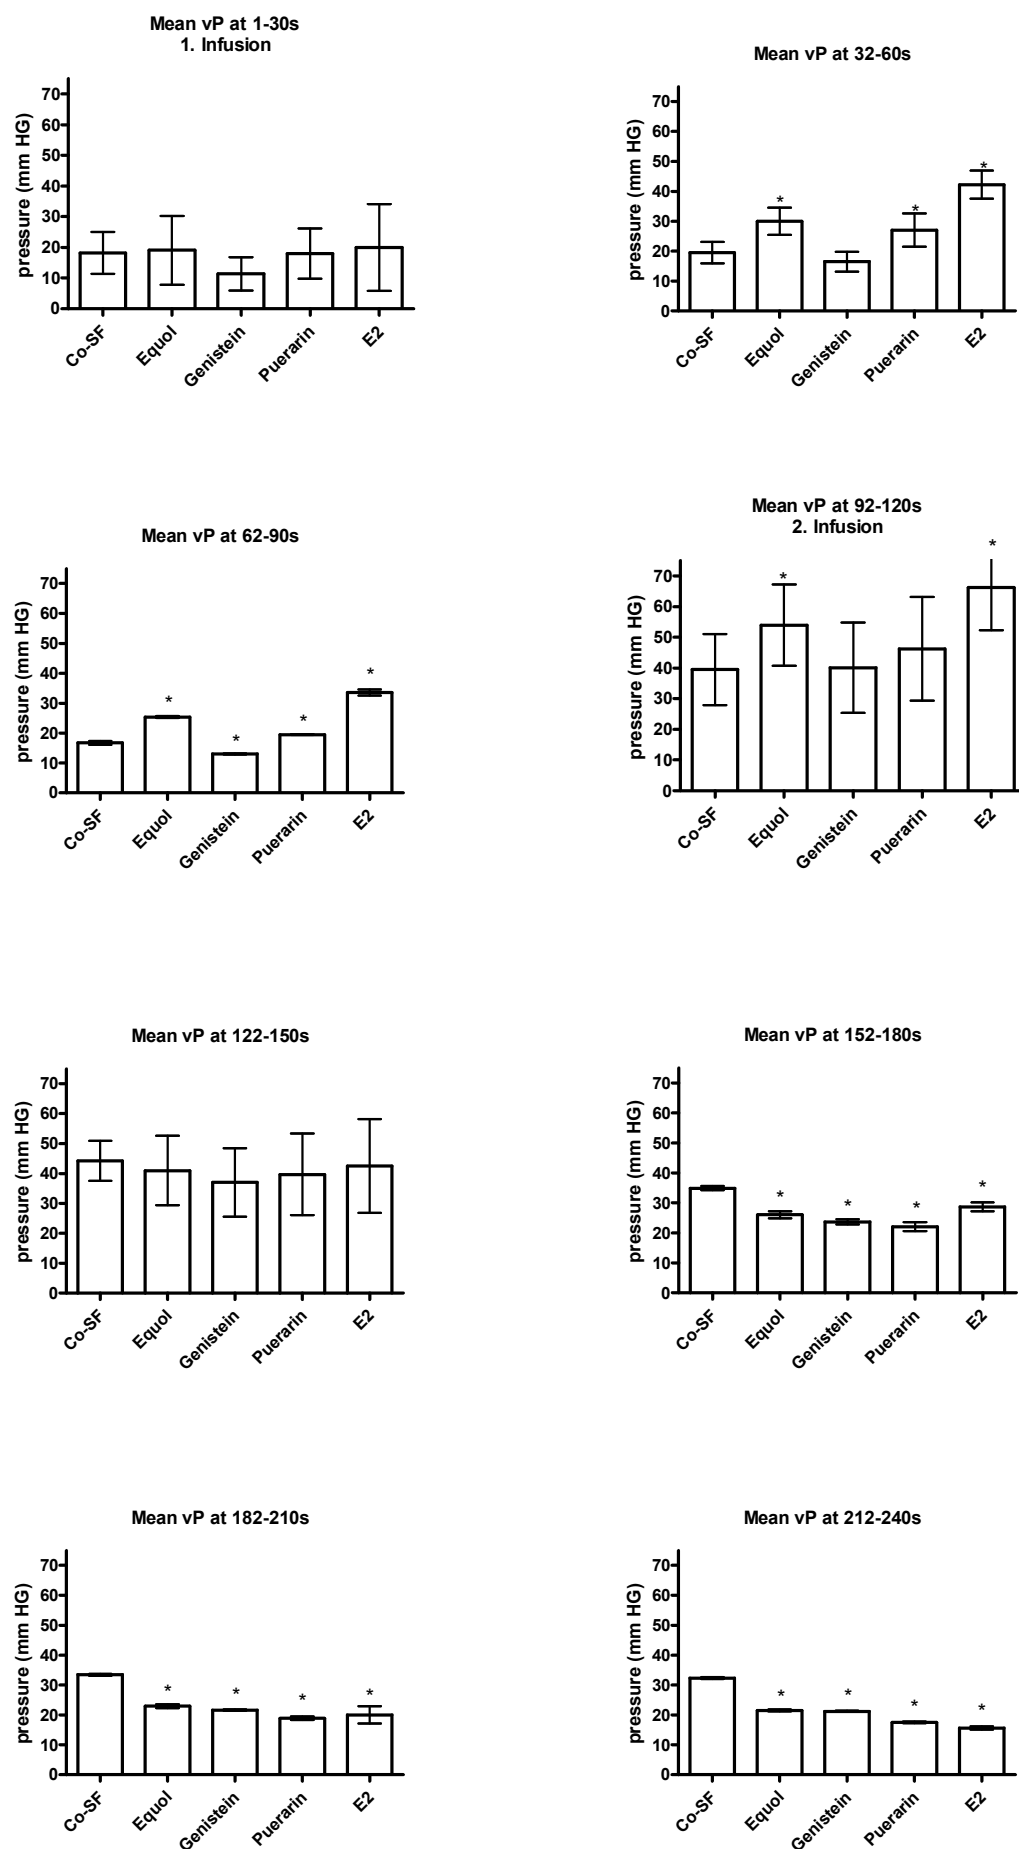 Mean vP at 1-30s
1. Infusion
pressure (mm HG)
70
60
50
40
30
20
10
0
Co-SF
Equol
Genistein
Puerarin
E2
Mean vP at 32-60s
pressure (mm HG)
70
60
50
40
30
20
10
0
*
*
*
Co-SF
Equol
Genistein
Puerarin
E2
Mean vP at 62-90s
pressure (mm HG)
70
60
50
40
30
20
10
0
*
*
*
*
Co-SF
Equol
Genistein
Puerarin
E2
Mean vP at 92-120s
2. Infusion
pressure (mm HG)
70
60
50
40
30
20
10
0
*
*
Co-SF
Equol
Genistein
Puerarin
E2
Mean vP at 122-150s
pressure (mm HG)
70
60
50
40
30
20
10
0
Co-SF
Equol
Genistein
Puerarin
E2
Mean vP at 152-180s
pressure (mm HG)
70
60
50
40
30
20
10
0
*
*
*
*
Co-SF
Equol
Genistein
Puerarin
E2
Mean vP at 182-210s
pressure (mm HG)
70
60
50
40
30
20
10
0
*
*
*
*
Co-SF
Equol
Genistein
Puerarin
E2
Mean vP at 212-240s
pressure (mm HG)
70
60
50
40
30
20
10
0
*
*
*
*
Co-SF
Equol
Genistein
Puerarin
E2